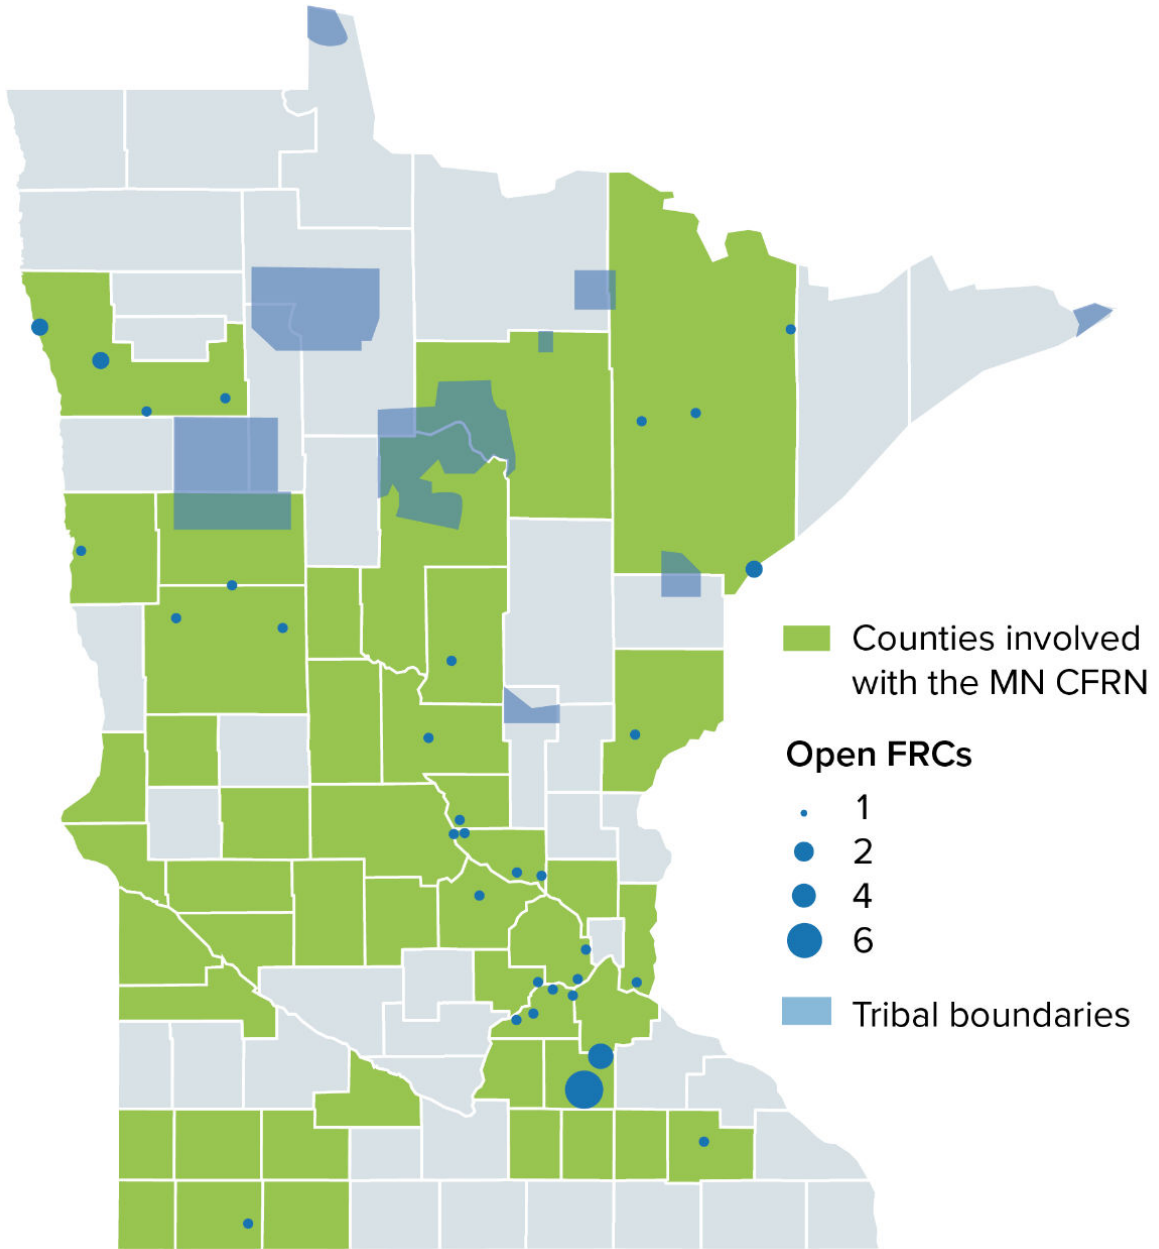 Counties involved
with the MN CFRN
Open FRCs
1
2
4
6
Tribal boundaries